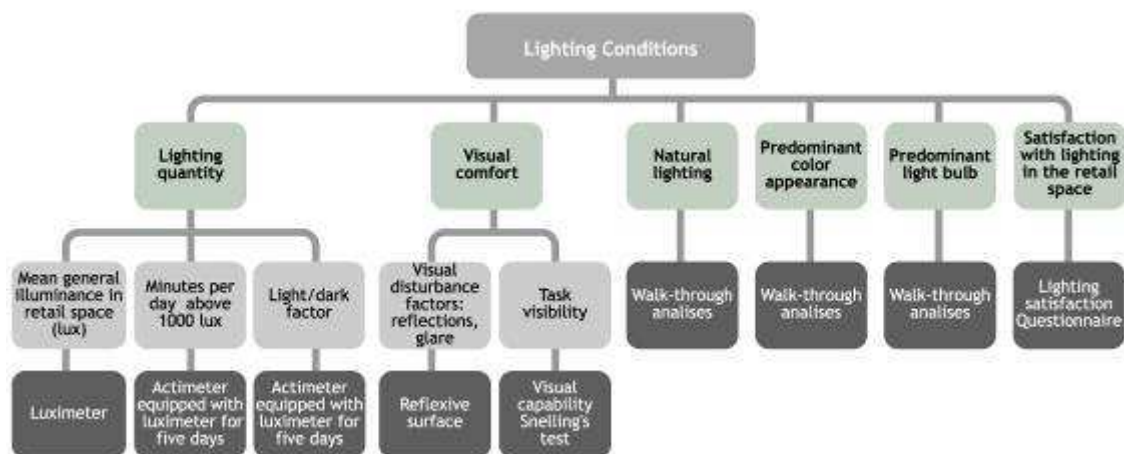 Lighting Conditions
Lighting
quantity
Visual
comfort
Natural
lighting
Predominant
color
appearance
Predominant
light bulb
Satisfaction
with lighting
in the retail
space
Mean general
illuminance in
retail space
(lux)
Minutes per
day above
1000 lux
Light/dark
factor
Visual
disturbance
factors:
reflections,
glare
Task
visibility
Walk-through
analises
Walk-through
analises
Walk-through
analises
Lighting
satisfaction
Questionnaire
Luximeter
Actimeter
equipped with
luximeter for
five days
Actimeter
equipped with
luximeter for
five days
Reflexive
surface
Visual
capability
Snelling's
test